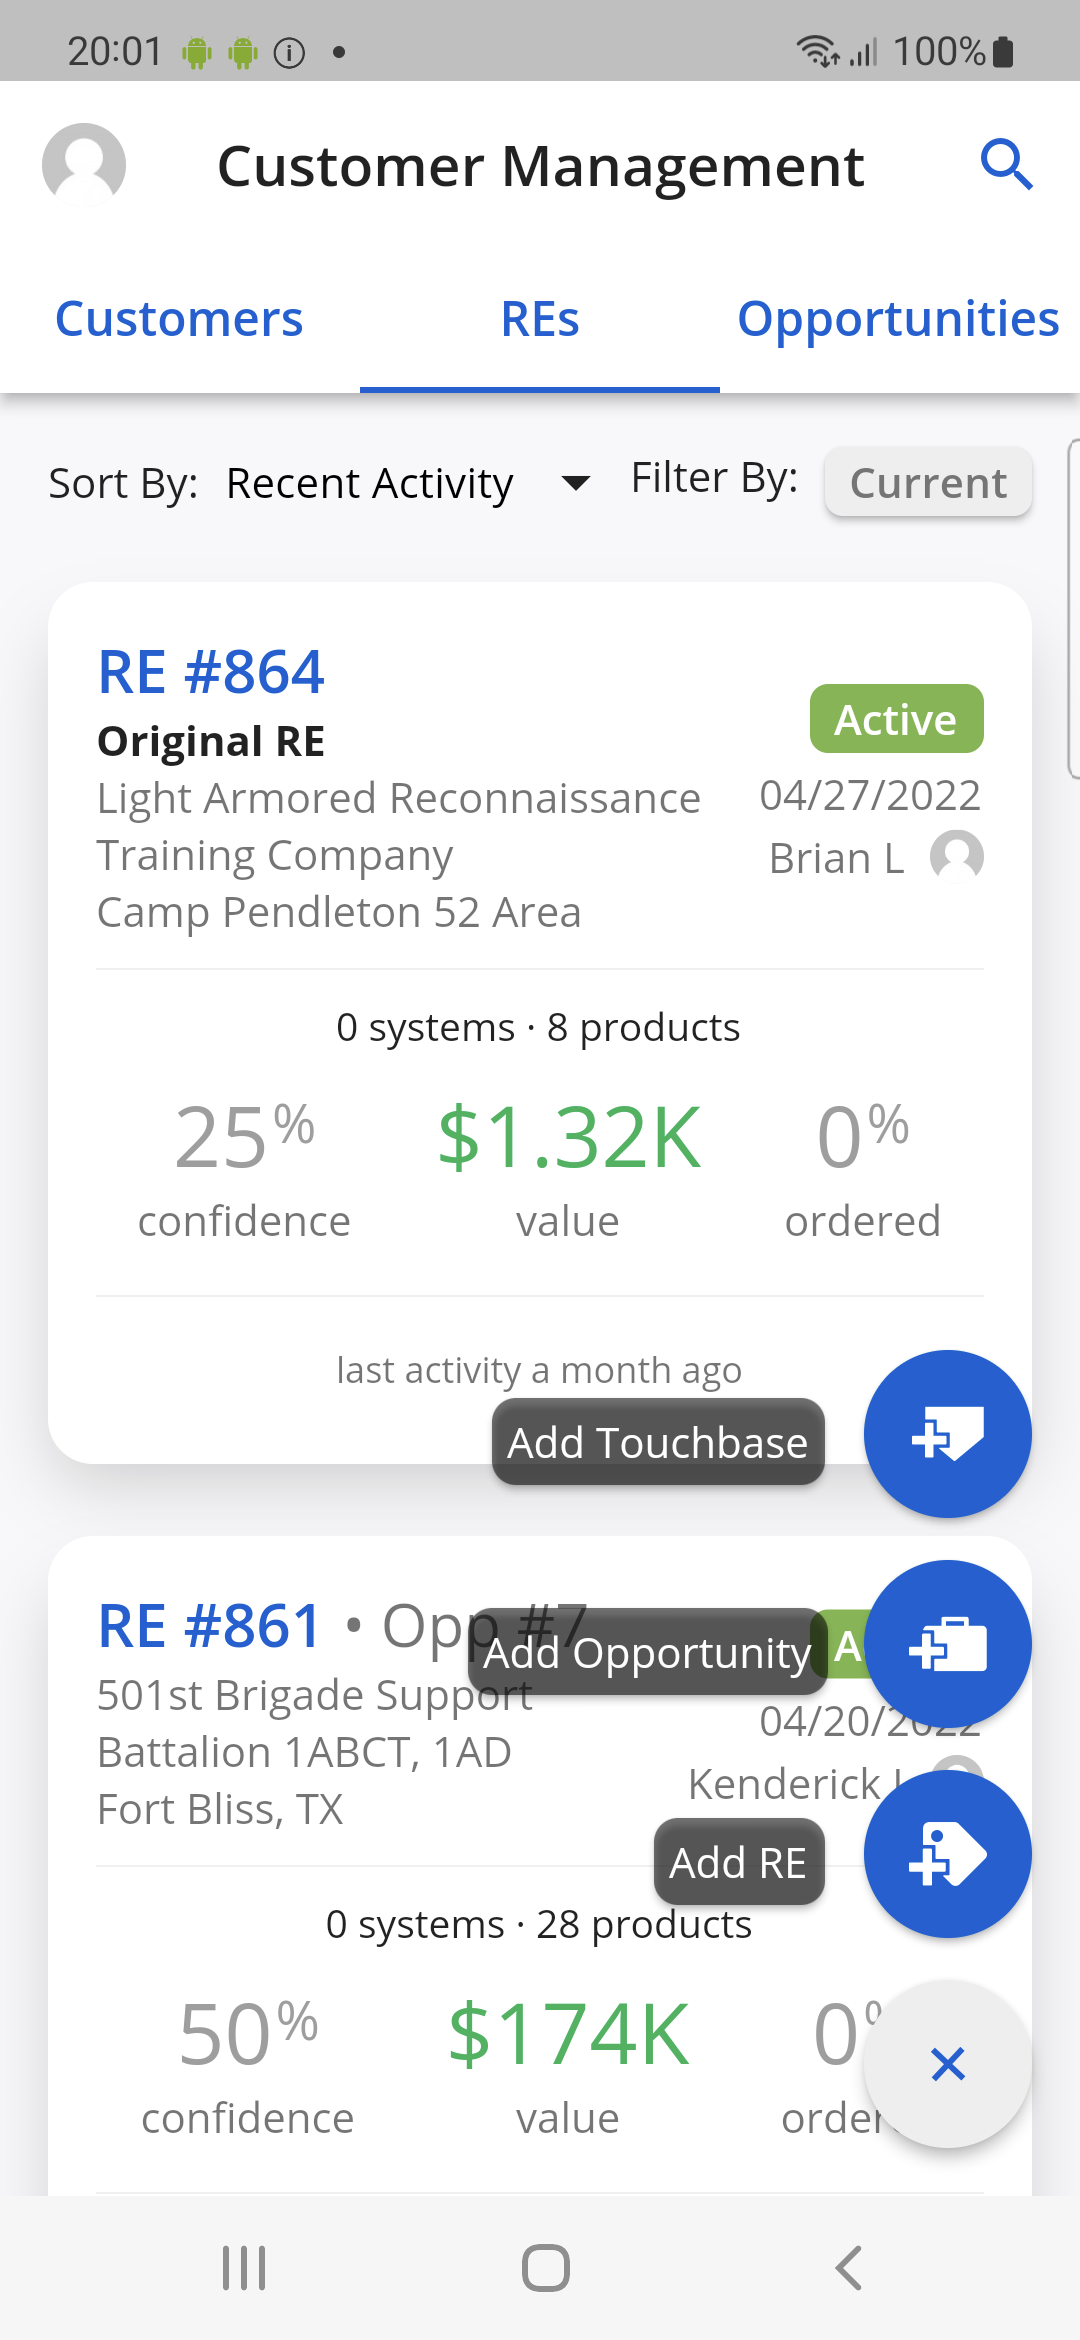 20:01
100%
Customer Management
Customers REs Opportunities
Sort By: Recent Activity Filter By: Current
RE #864
Original RE
Active
Light Armored Reconnaissance
Training Company
Camp Pendleton 52 Area
04/27/2022
Brian L
0 systems · 8 products
25% $1.32K 0%
confidence value ordered
last activity a month ago
Add Touchbase
RE #861 • Opp #7
Add Opportunity
501st Brigade Support
Battalion 1ABCT, 1AD
Fort Bliss, TX
04/20/2022
Kenderick
Add RE
0 systems · 28 products
50% $174K 0%
confidence value